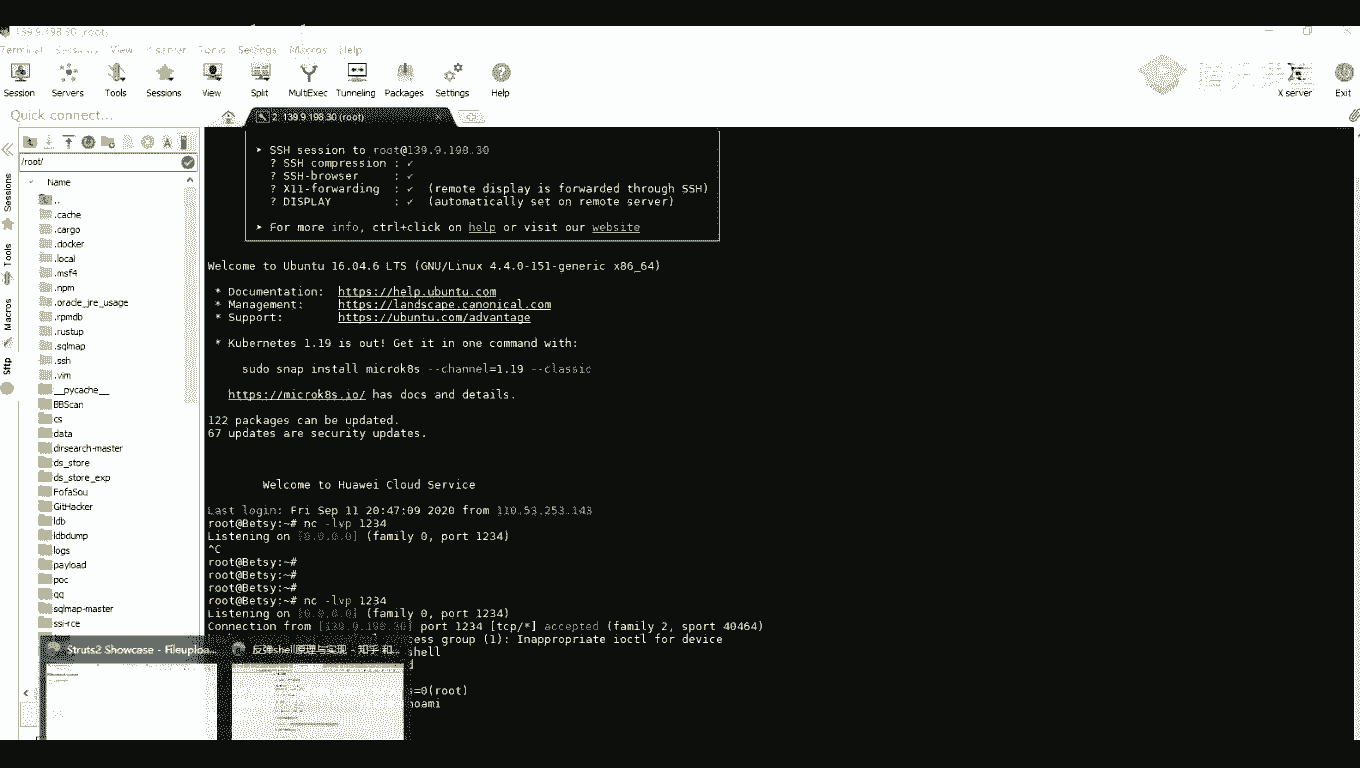 139.9.198.30 (root)
Terminal Sessions View X server Tools Settings Macros Help
Session Servers Tools Sessions View Split MultiExec Tunneling Packages Settings Help X server Exit
Quick connect...
2. 139.9.198.30 (root)
/root/
Name
..
.cache
.cargo
.docker
.local
.msf4
.npm
.oracle_jre_usage
.rpmdb
.rustup
.sqlmap
.ssh
.vim
__pycache__
BBScan
cs
data
dirsearch-master
ds_store
ds_store_exp
FofaSou
GitHacker
ldb
idbdump
logs
payload
poc
qq
sqlmap-master
ssi-rce
Sessions
Tools
Macros
Sftp
➤ SSH session to root@139.9.198.30
? SSH compression : ✓
? SSH-browser : ✓
? X11-forwarding : ✓ (remote display is forwarded through SSH)
? DISPLAY : ✓ (automatically set on remote server)
➤ For more info, ctrl+click on help or visit our website
Welcome to Ubuntu 16.04.6 LTS (GNU/Linux 4.4.0-151-generic x86_64)
* Documentation: https://help.ubuntu.com
* Management: https://landscape.canonical.com
* Support: https://ubuntu.com/advantage
* Kubernetes 1.19 is out! Get it in one command with:
sudo snap install microk8s --channel=1.19 --classic
https://microk8s.io/ has docs and details.
122 packages can be updated.
67 updates are security updates.
Welcome to Huawei Cloud Service
Last login: Fri Sep 11 20:47:09 2020 from 110.53.253.143
root@Betsy:~# nc -lvp 1234
Listening on [0.0.0.0] (family 0, port 1234)
^C
root@Betsy:~#
root@Betsy:~#
root@Betsy:~#
root@Betsy:~# nc -lvp 1234
Listening on [0.0.0.0] (family 0, port 1234)
Connection from [139.9.198.30] port 1234 [tcp/*] accepted (family 2, sport 40464)
cess group (1): Inappropriate ioctl for device
shell
=0(root)
oami
Struts2 Showcase - Fileuploa...
反弹shell原理与实现 - 知乎 和...